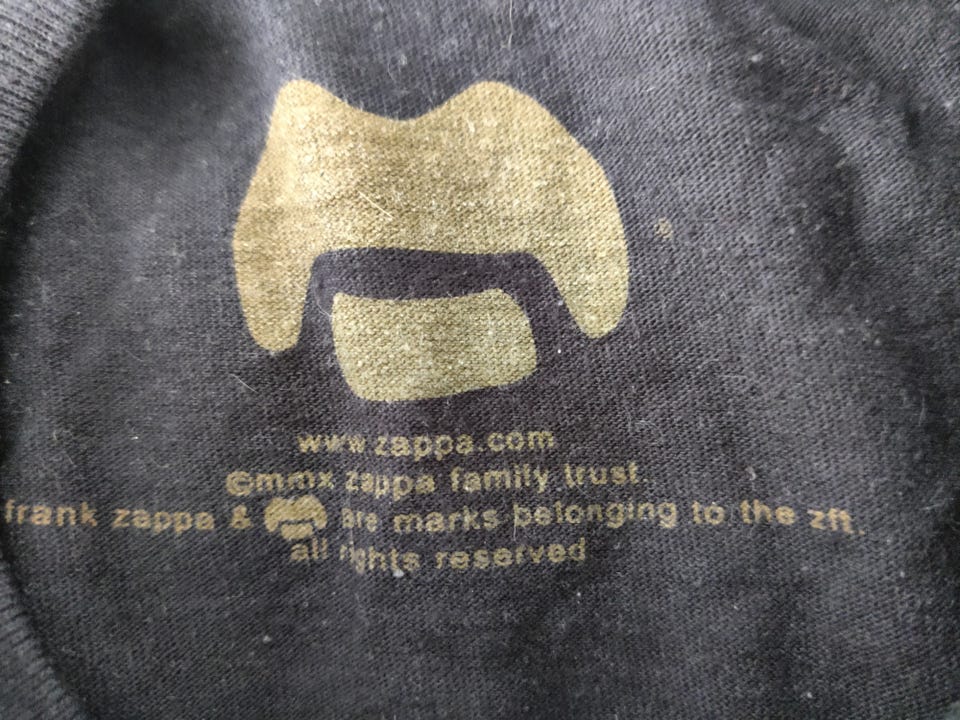 www.zappa.com
©mmx zappa family trust.
frank zappa & are marks belonging to the zft.
all rights reserved